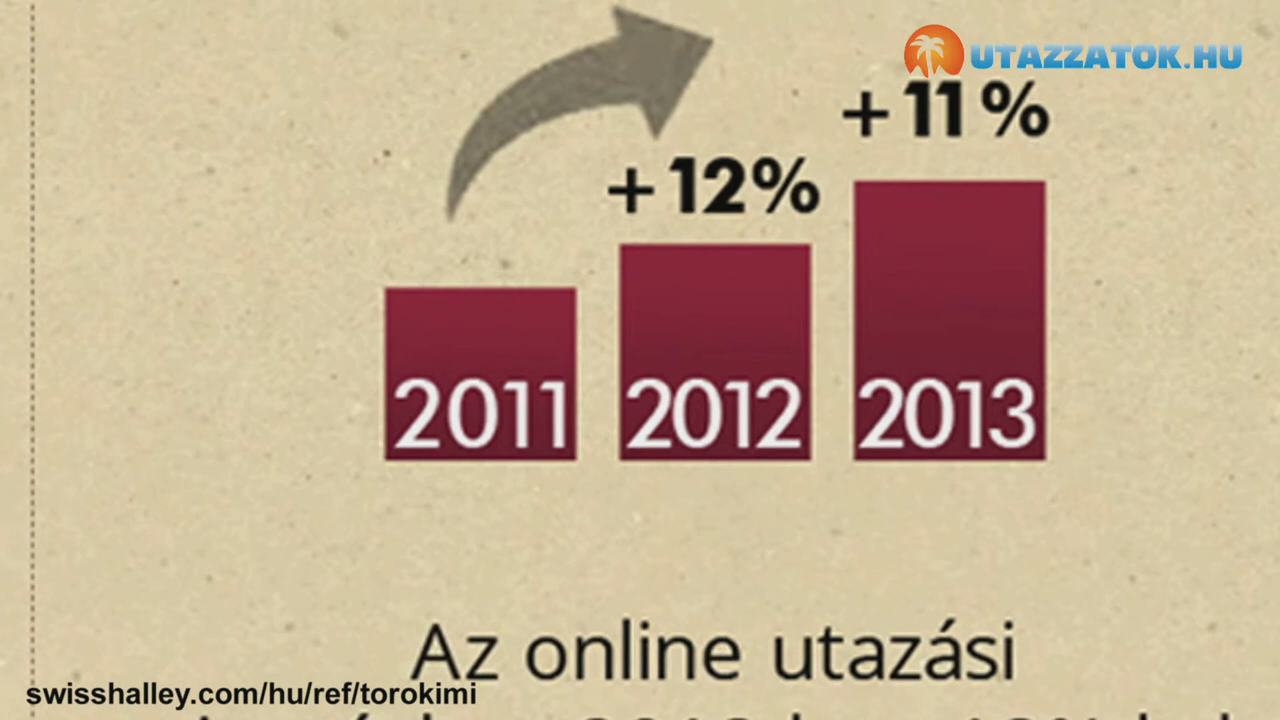 UTAZZATOK.HU
+11%
+12%
2011 2012 2013
Az online utazási
swisshalley.com/hu/ref/torokimi